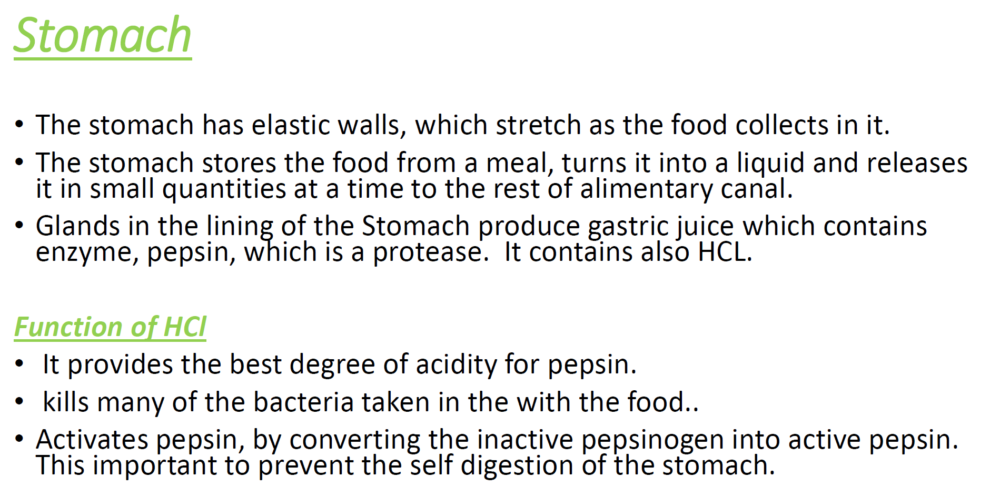 Stomach
• The stomach has elastic walls, which stretch as the food collects in it.
• The stomach stores the food from a meal, turns it into a liquid and releases
it in small quantities at a time to the rest of alimentary canal.
• Glands in the lining of the Stomach produce gastric juice which contains
enzyme, pepsin, which is a protease.  It contains also HCL.
Function of HCl
• It provides the best degree of acidity for pepsin.
• kills many of the bacteria taken in the with the food..
• Activates pepsin, by converting the inactive pepsinogen into active pepsin.
This important to prevent the self digestion of the stomach.